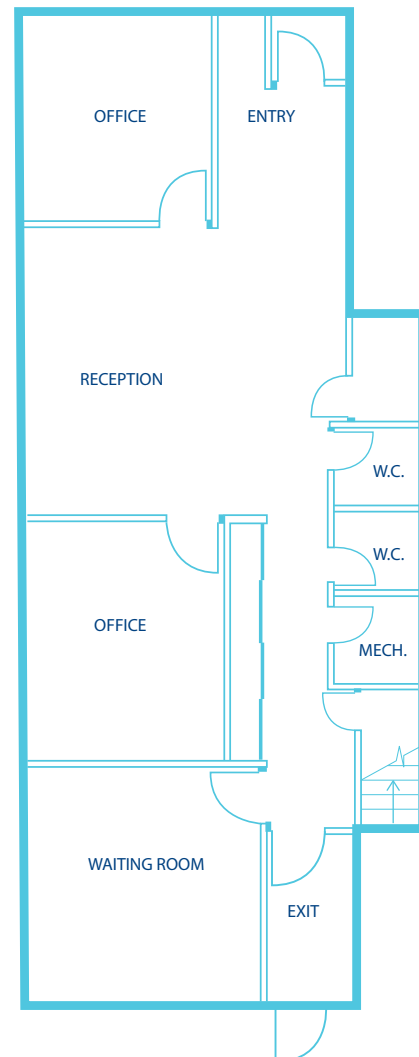 OFFICE
ENTRY
RECEPTION
W.C.
W.C.
OFFICE
MECH.
WAITING ROOM
EXIT